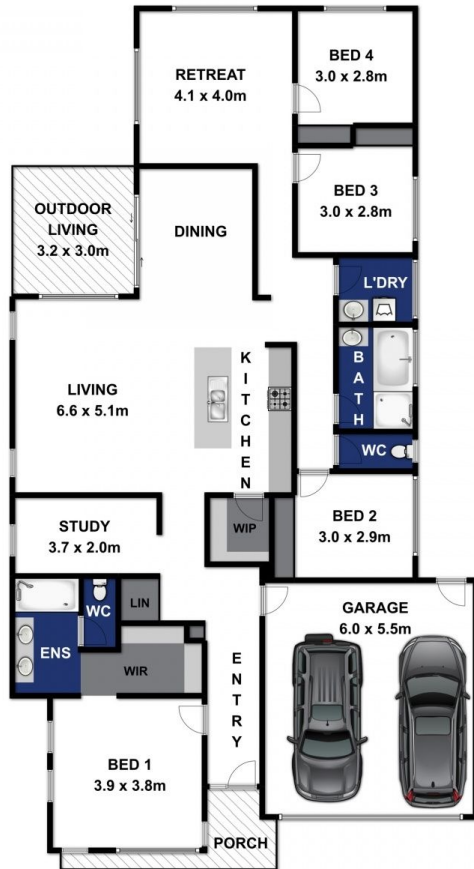 RETREAT
4.1 x 4.0m
BED 4
3.0 x 2.8m
BED 3
3.0 x 2.8m
OUTDOOR
LIVING
3.2 x 3.0m
DINING
L'DRY
BATH
WC
LIVING
6.6 x 5.1m
KITCHEN
STUDY
3.7 x 2.0m
WIP
BED 2
3.0 x 2.9m
WC
LIN
ENS
WIR
GARAGE
6.0 x 5.5m
ENTRY
BED 1
3.9 x 3.8m
PORCH